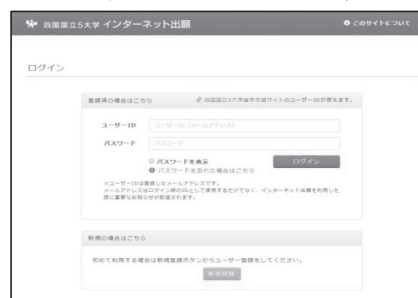 四国国立5大学 インターネット出願
このサイトについて
ログイン
登録済の場合はこちら
四国国立5大学進学支援サイトのユーザーIDが使えます。
ユーザーID
ユーザーID (メールアドレス)
パスワード
パスワード
パスワードを表示
ログイン
パスワードを忘れた場合はこちら
※ユーザーIDは登録したメールアドレスです。
メールアドレスはログイン時のIDとして使用するだけでなく、インターネット出願を利用した
際に重要なお知らせが配信されます。
新規の場合はこちら
初めて利用する場合は新規登録ボタンからユーザー登録をしてください。
新規登録